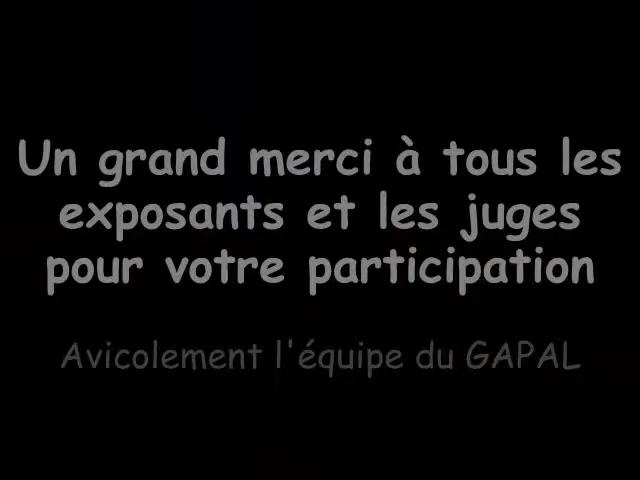 Un grand merci à tous les
exposants et les juges
pour votre participation
Avicolement l'équipe du GAPAL